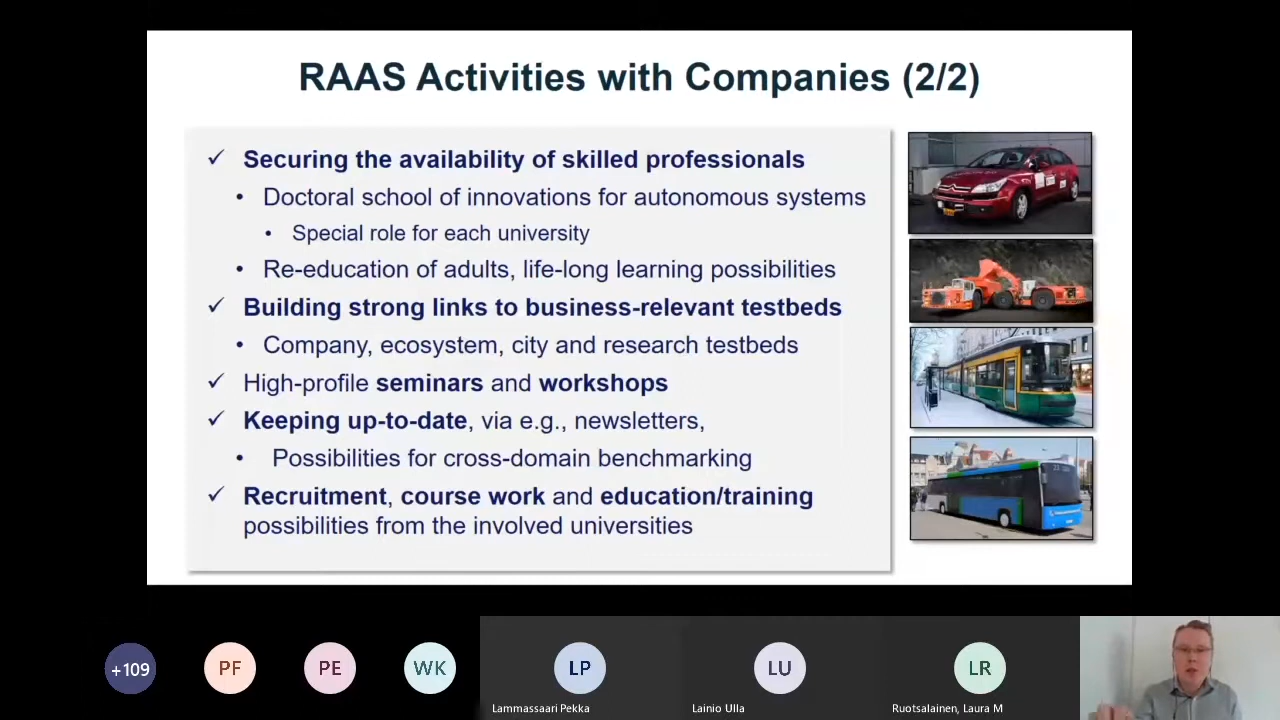 RAAS Activities with Companies (2/2)
✓ Securing the availability of skilled professionals
• Doctoral school of innovations for autonomous systems
• Special role for each university
• Re-education of adults, life-long learning possibilities
✓ Building strong links to business-relevant testbeds
• Company, ecosystem, city and research testbeds
✓ High-profile seminars and workshops
✓ Keeping up-to-date, via e.g., newsletters,
• Possibilities for cross-domain benchmarking
✓ Recruitment, course work and education/training
possibilities from the involved universities
+109
PF
PE
WK
LP
LU
LR
Lammassaari Pekka
Lainio Ulla
Ruotsalainen, Laura M